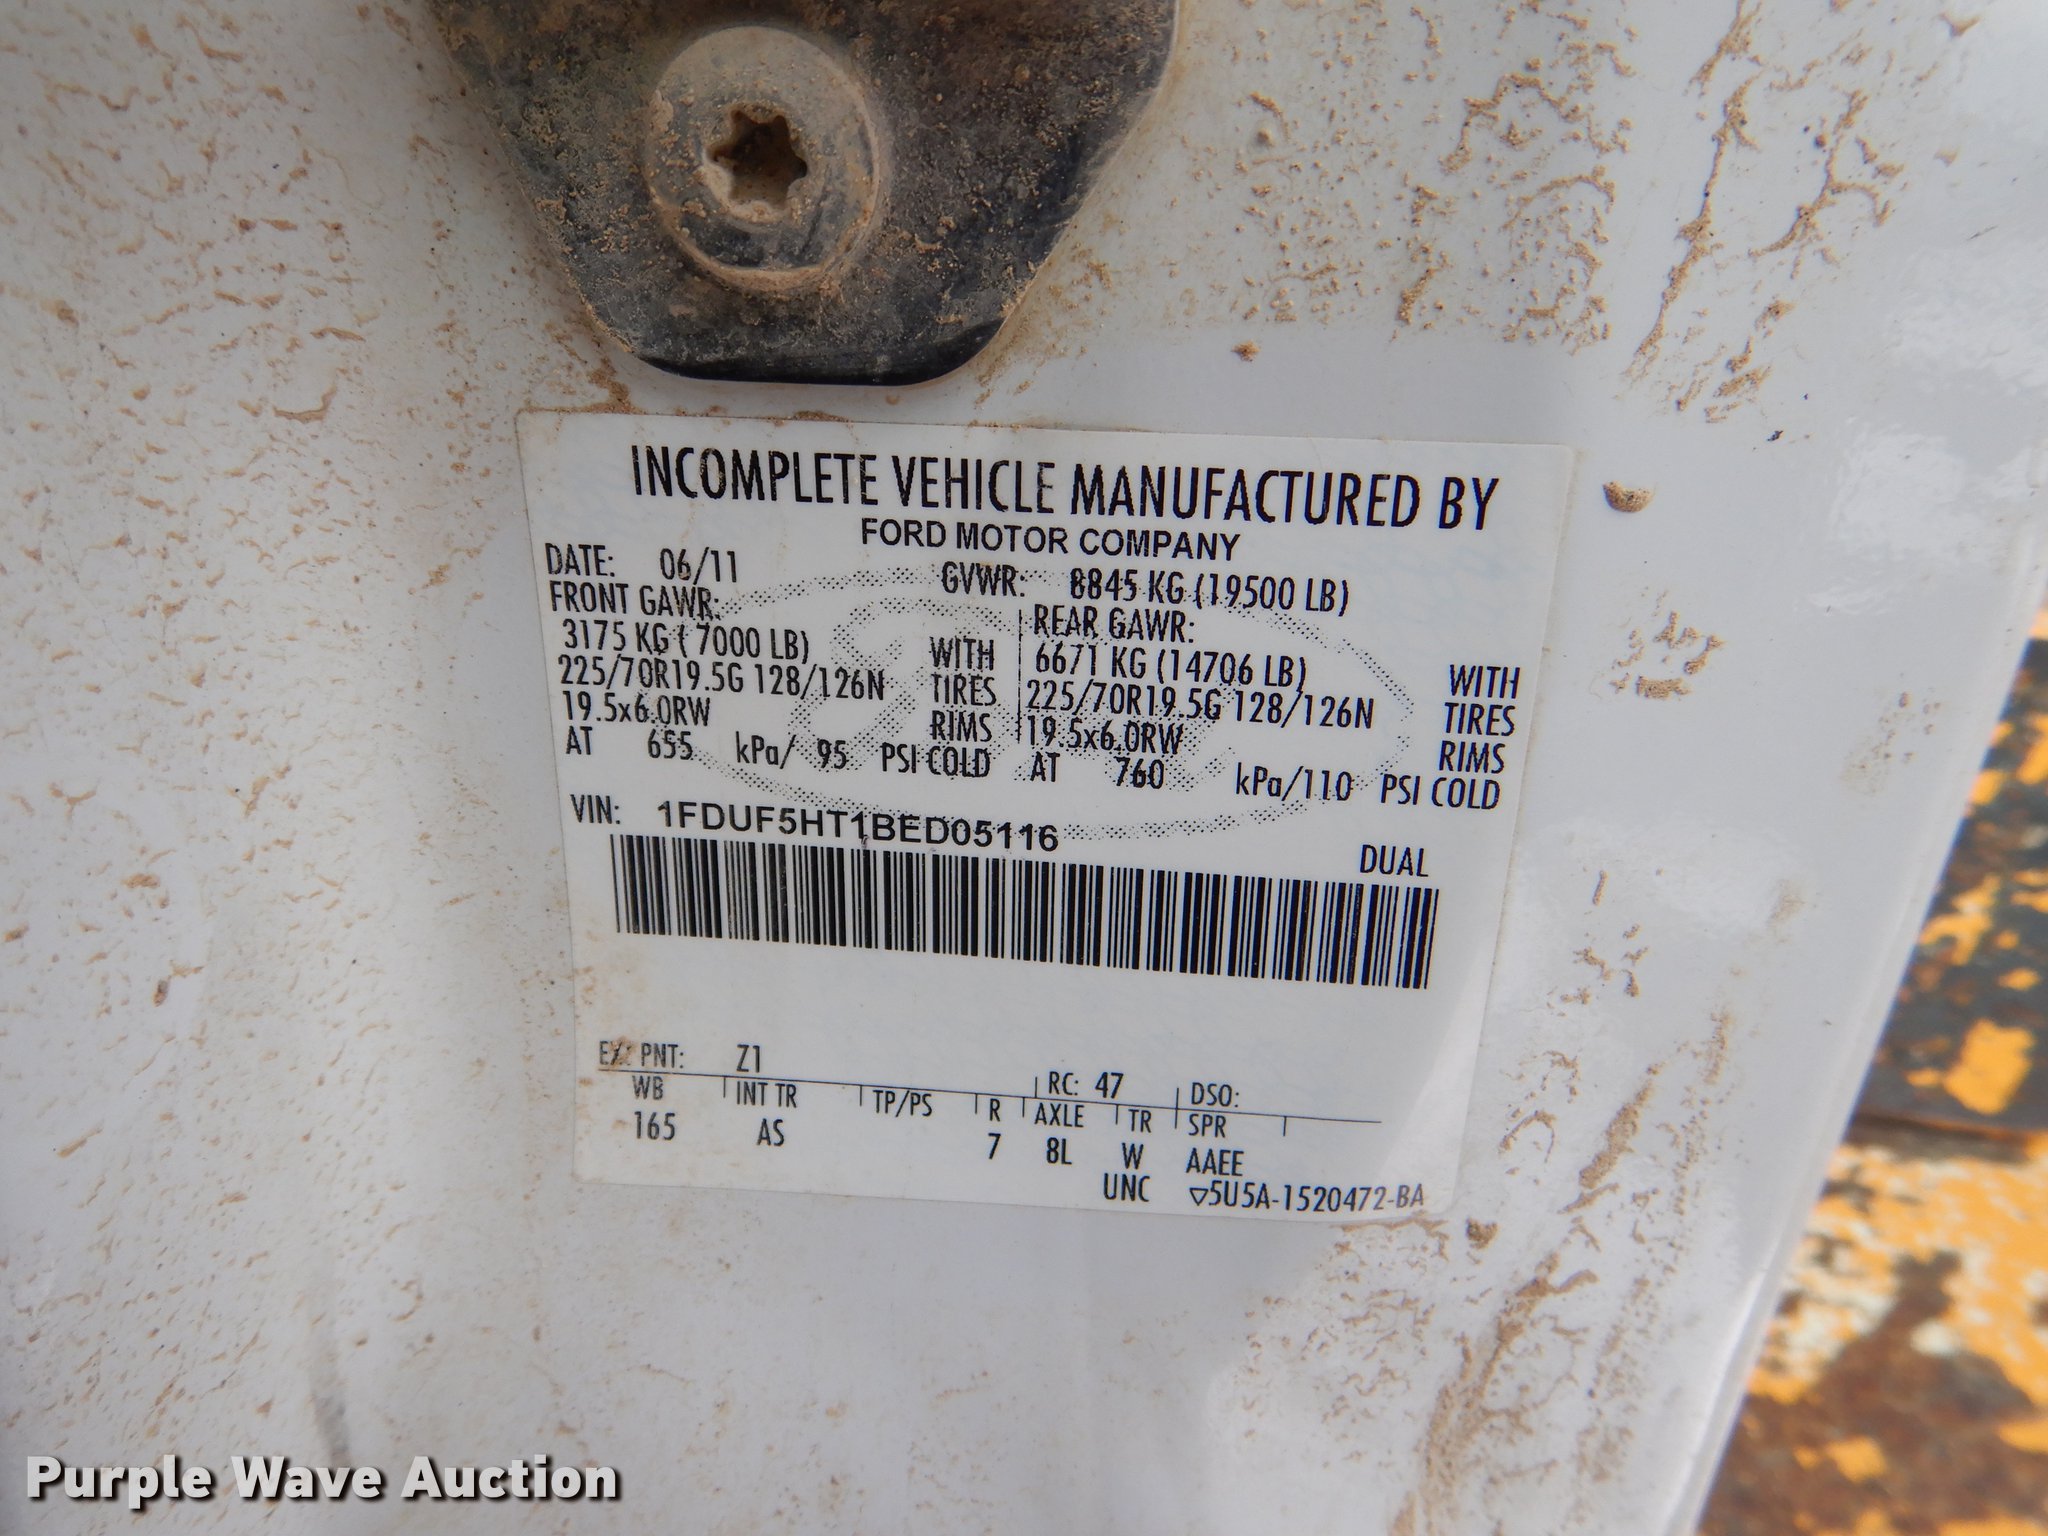 INCOMPLETE VEHICLE MANUFACTURED BY
FORD MOTOR COMPANY
DATE: 06/11 GVWR: 8845 KG (19500 LB)
FRONT GAWR: REAR GAWR:
3175 KG ( 7000 LB) WITH 6671 KG (14706 LB) WITH
225/70R19.5G 128/126N TIRES 225/70R19.5G 128/126N TIRES
19.5x6.0RW RIMS 19.5x6.0RW RIMS
AT 655 kPa/ 95 PSI COLD AT 760 kPa/110 PSI COLD
VIN: 1FDUF5HT1BED05116
DUAL
EXT PNT: Z1 RC: 47 DSO:
WB INT TR TP/PS R AXLE TR SPR
165 AS 7 8L W AAEE
UNC ▽5U5A-1520472-BA
Purple Wave Auction